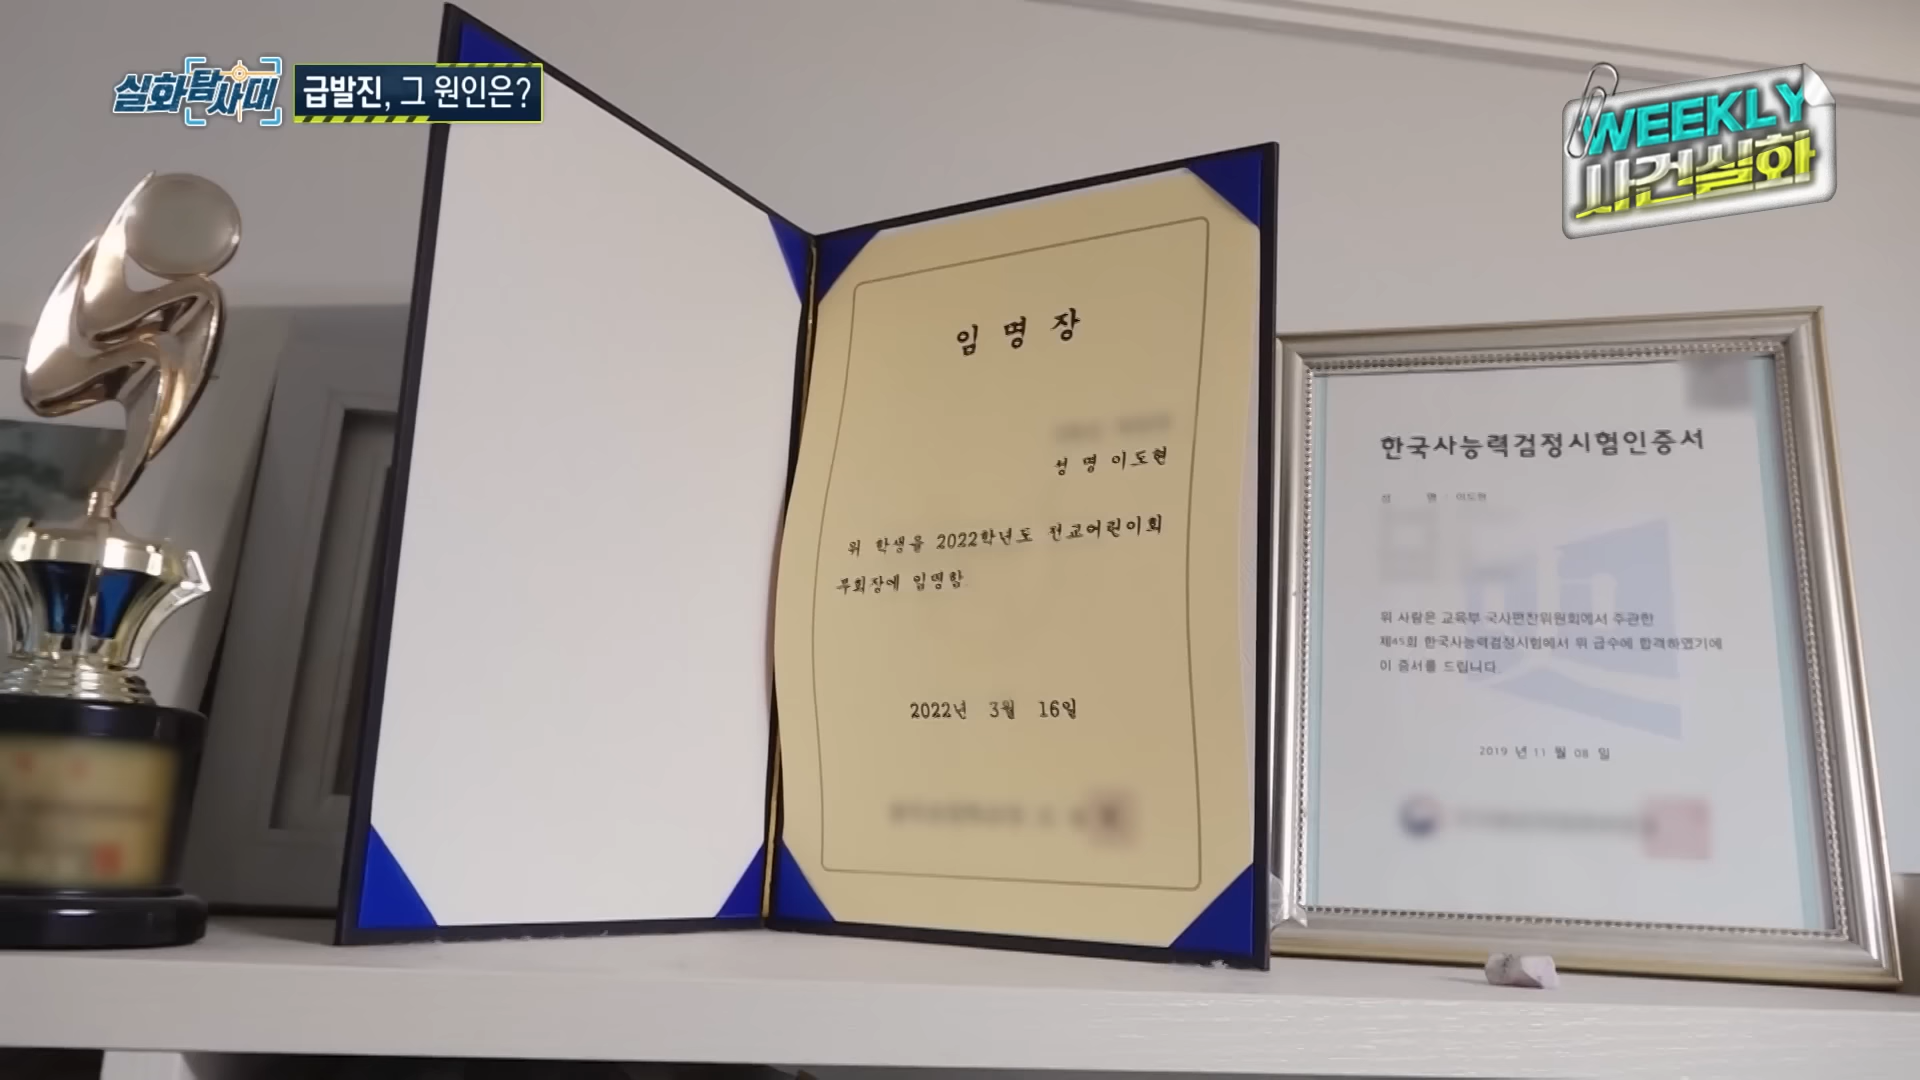 실화탐사대
급발진, 그 원인은?
WEEKLY
사건실화
임명장
성 명 이도현
위 학생을 2022학년도 전교어린이회
부회장에 임명함.
2022년 3월 16일
한국사능력검정시험인증서
성 명 : 이도현
위 사람은 교육부 국사편찬위원회에서 주관한
제45회 한국사능력검정시험에서 위 급수에 합격하였기에
이 증서를 드립니다.
2019 년 11 월 08 일